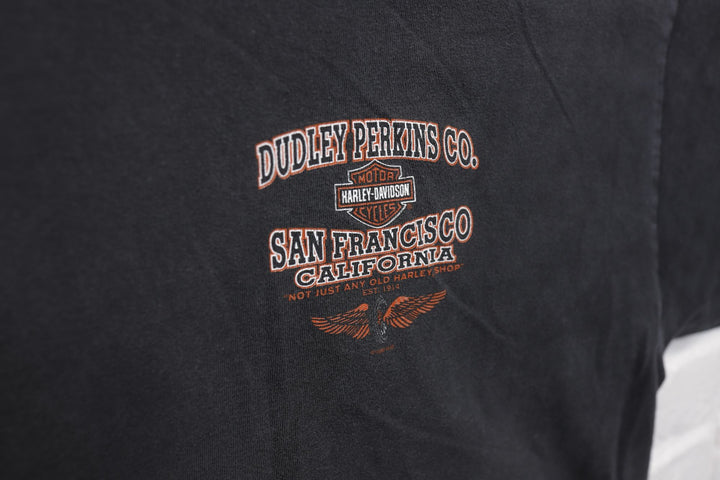 DUDLEY PERKINS CO.
MOTOR
HARLEY-DAVIDSON
CYCLES
SAN FRANCISCO
CALIFORNIA
"NOT JUST ANY OLD HARLEY SHOP"
EST. 1914